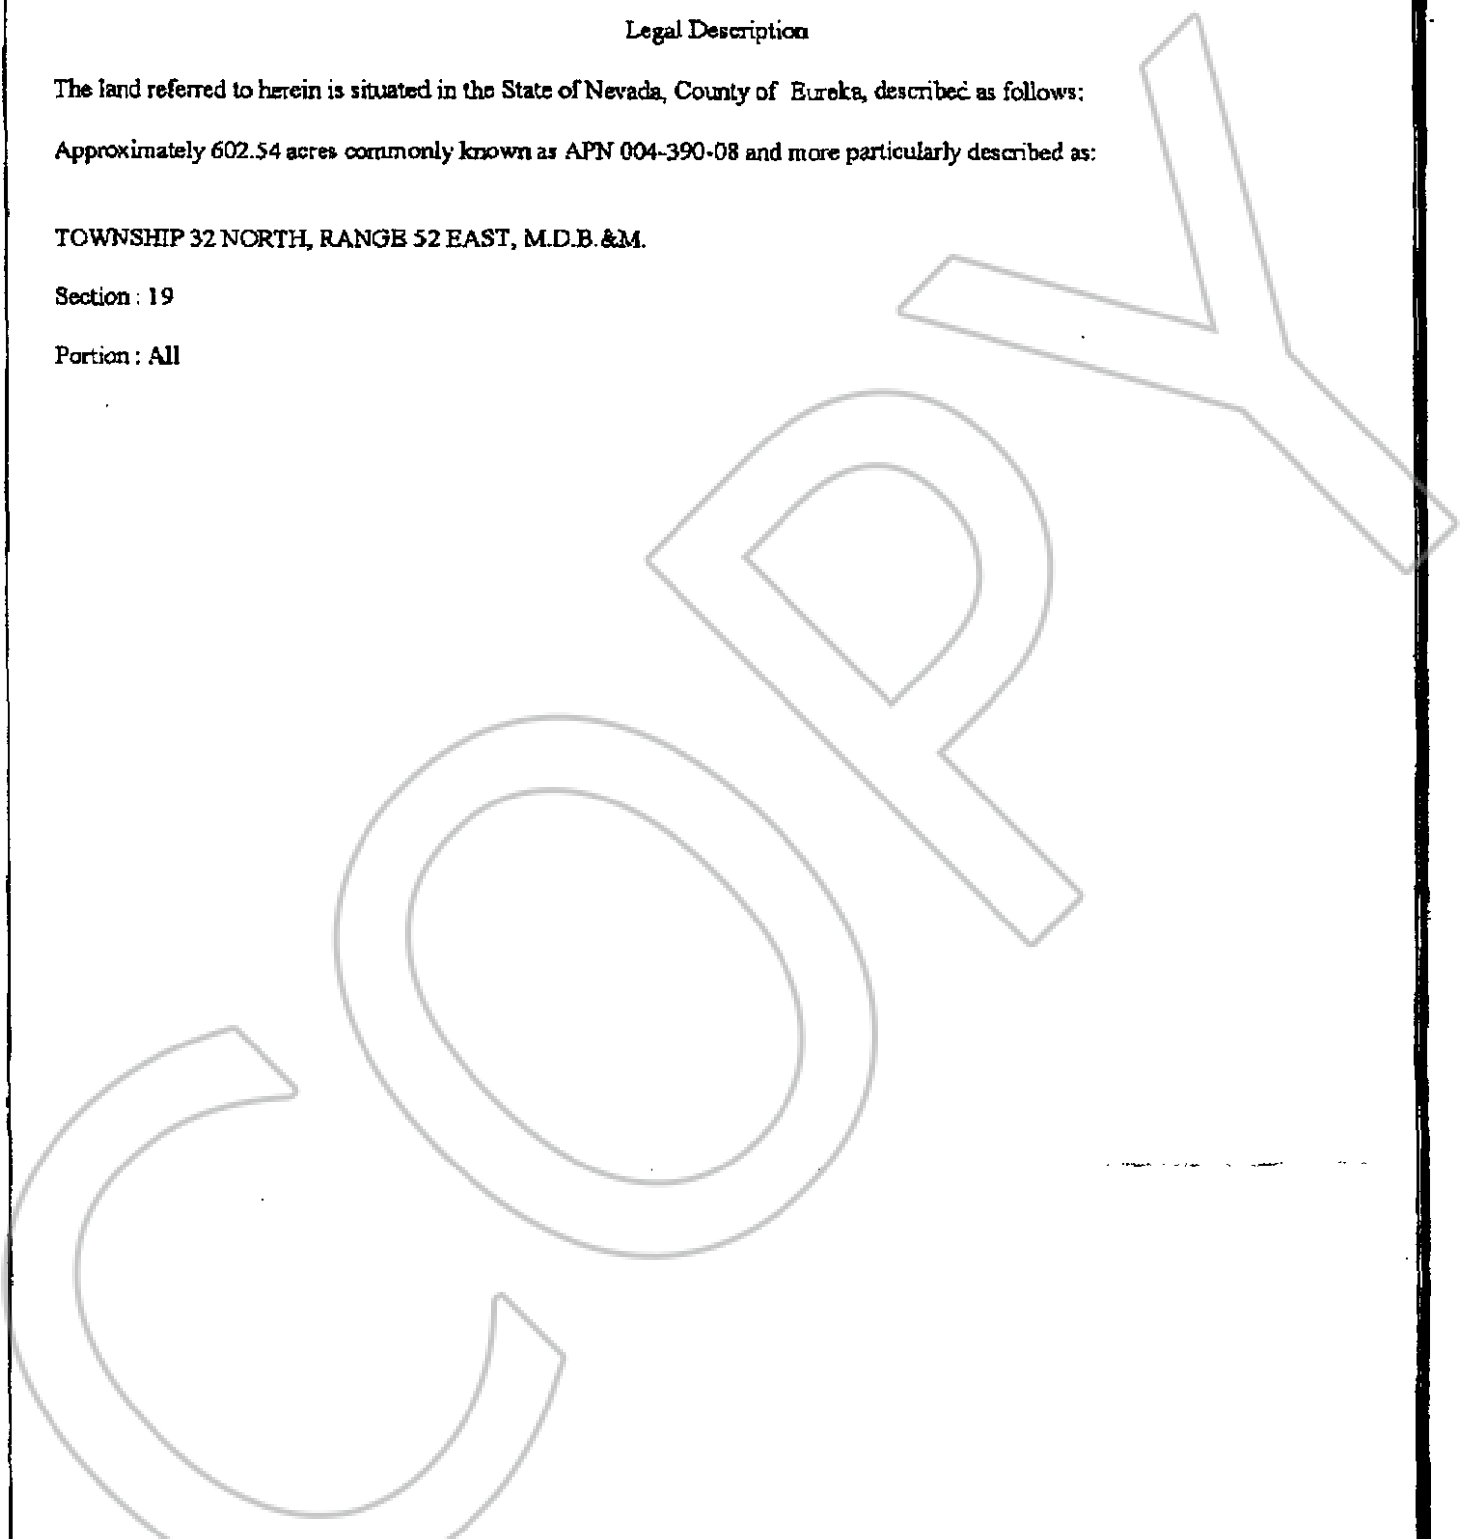 Legal Description
The land referred to herein is situated in the State of Nevada, County of Eureka, described as follows:
Approximately 602.54 acres commonly known as APN 004-390-08 and more particularly described as:
TOWNSHIP 32 NORTH, RANGE 52 EAST, M.D.B.&M.
Section : 19
Portion : All
COPY